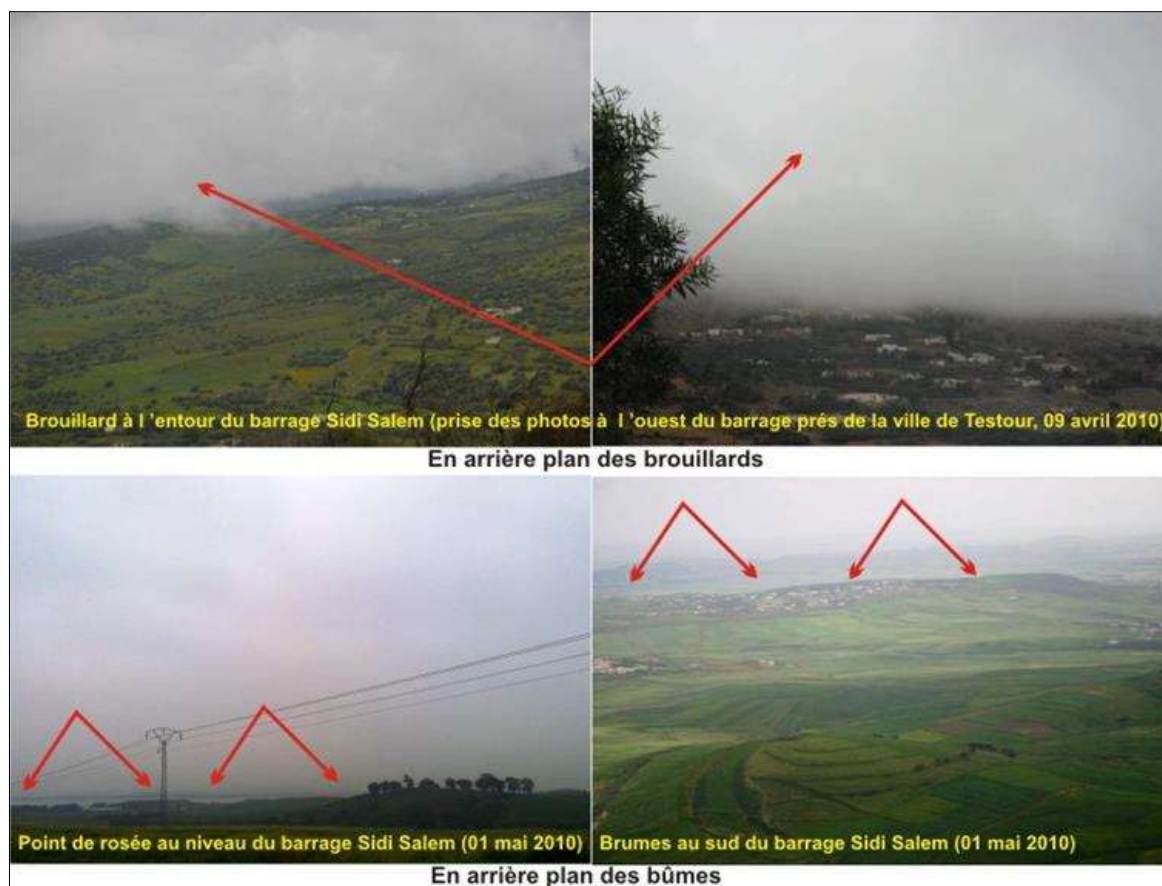 Brouillard à l 'entour du barrage Sidi Salem (prise des photos à l 'ouest du barrage prés de la ville de Testour, 09 avril 2010)
En arrière plan des brouillards
Point de rosée au niveau du barrage Sidi Salem (01 mai 2010)
Brumes au sud du barrage Sidi Salem (01 mai 2010)
En arrière plan des bûmes